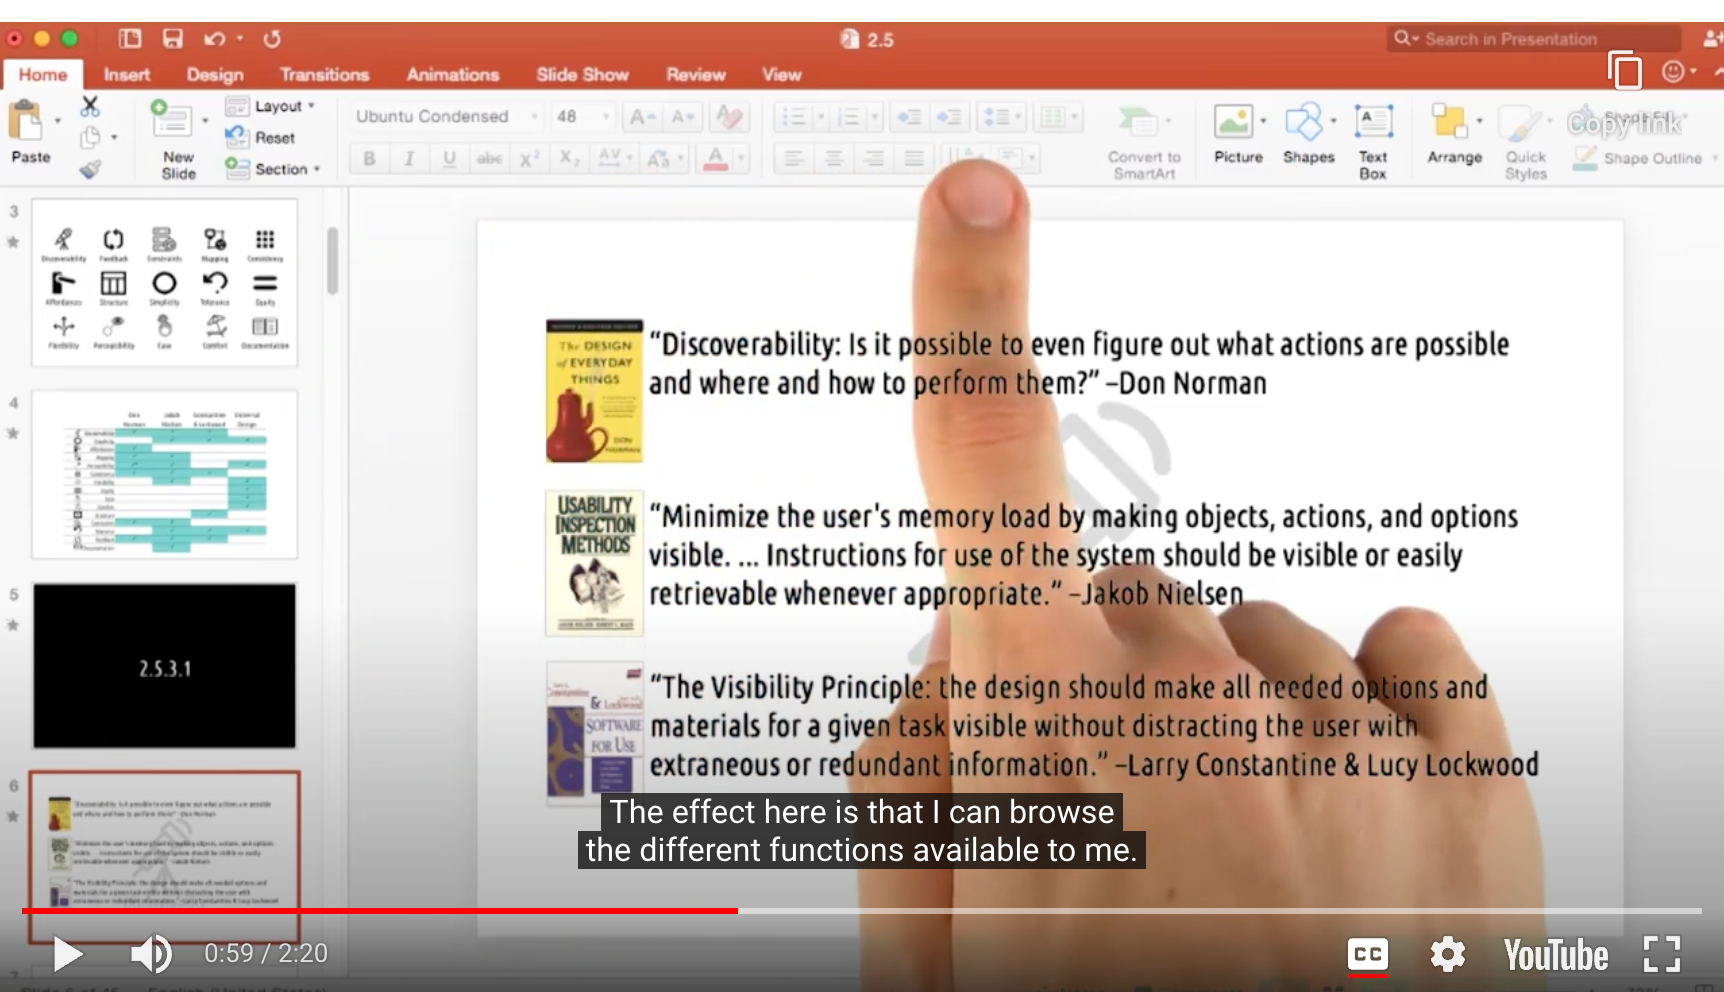 2.5
Search in Presentation
Home Insert Design Transitions Animations Slide Show Review View
Paste
New
Slide
Layout
Reset
Section
Ubuntu Condensed 48
B I U abc X² X₂ AV Aa A
Convert to
SmartArt
Picture
Shapes
Text
Box
Arrange
Quick
Styles
Copy link
Shape Outline
3
Discoverability Feedback Constraints Mapping Consistency
Affordances Structure Simplicity Tolerance Equity
Flexibility Perceptibility Ease Comfort Documentation
4
5
2.5.3.1
6
The DESIGN
of EVERYDAY
THINGS
DON
NORMAN
“Discoverability: Is it possible to even figure out what actions are possible
and where and how to perform them?” –Don Norman
USABILITY
INSPECTION
METHODS
“Minimize the user's memory load by making objects, actions, and options
visible. ... Instructions for use of the system should be visible or easily
retrievable whenever appropriate.” –Jakob Nielsen
Constantine
& Lockwood
SOFTWARE
FOR USE
“The Visibility Principle: the design should make all needed options and
materials for a given task visible without distracting the user with
extraneous or redundant information.” –Larry Constantine & Lucy Lockwood
The effect here is that I can browse
the different functions available to me.
0:59 / 2:20
CC
YouTube